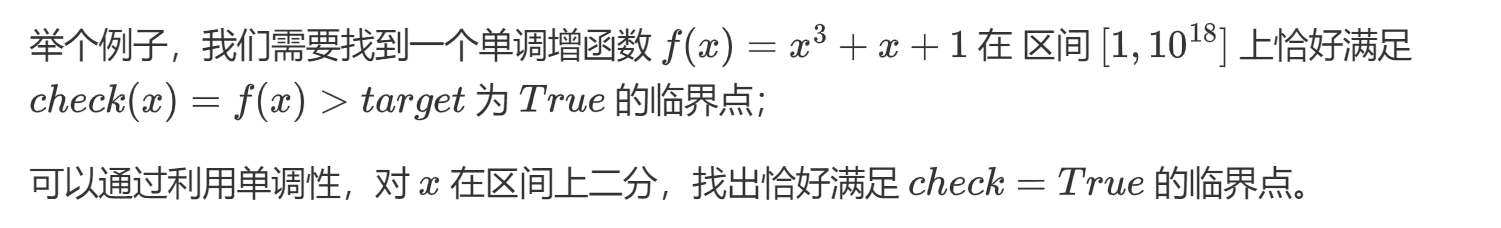 举个例子，我们需要找到一个单调增函数 f(x) = x³ + x + 1 在 区间 [1, 10¹⁸] 上恰好满足
check(x) = f(x) > target 为 True 的临界点；
可以通过利用单调性，对 x 在区间上二分，找出恰好满足 check = True 的临界点。